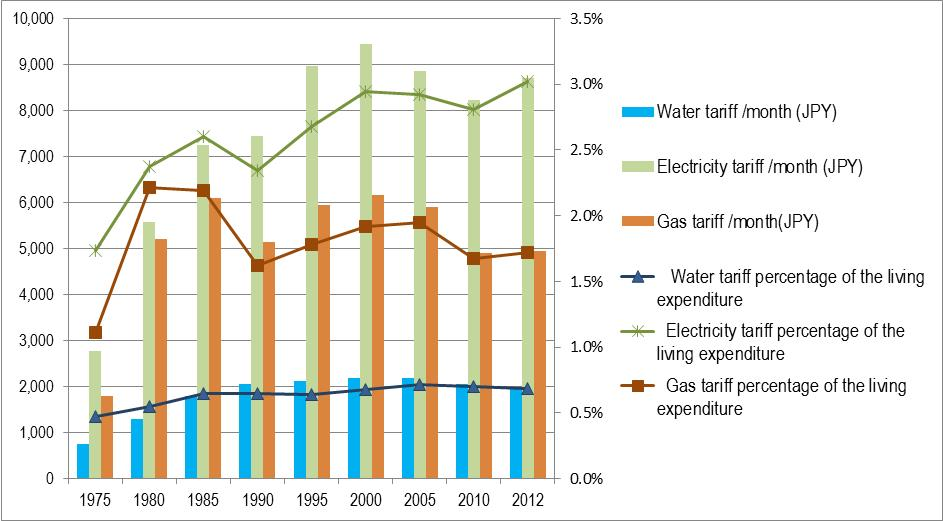 10,000
9,000
8,000
7,000
6,000
5,000
4,000
3,000
2,000
1,000
0
3.5%
3.0%
2.5%
2.0%
1.5%
1.0%
0.5%
0.0%
1975 1980 1985 1990 1995 2000 2005 2010 2012
Water tariff /month (JPY)
Electricity tariff /month (JPY)
Gas tariff /month(JPY)
Water tariff percentage of the living
expenditure
Electricity tariff percentage of the
living expenditure
Gas tariff percentage of the living
expenditure